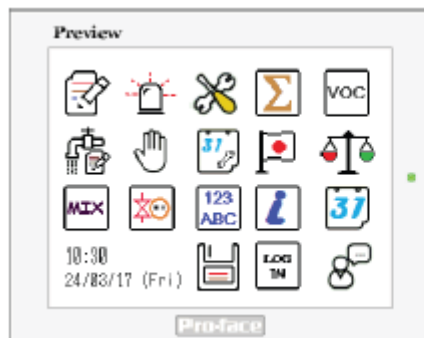 Preview
VOC
31
MIX
123
ABC
i
31
10:30
24/03/17 (Fri)
LOG
IN
Pro-face